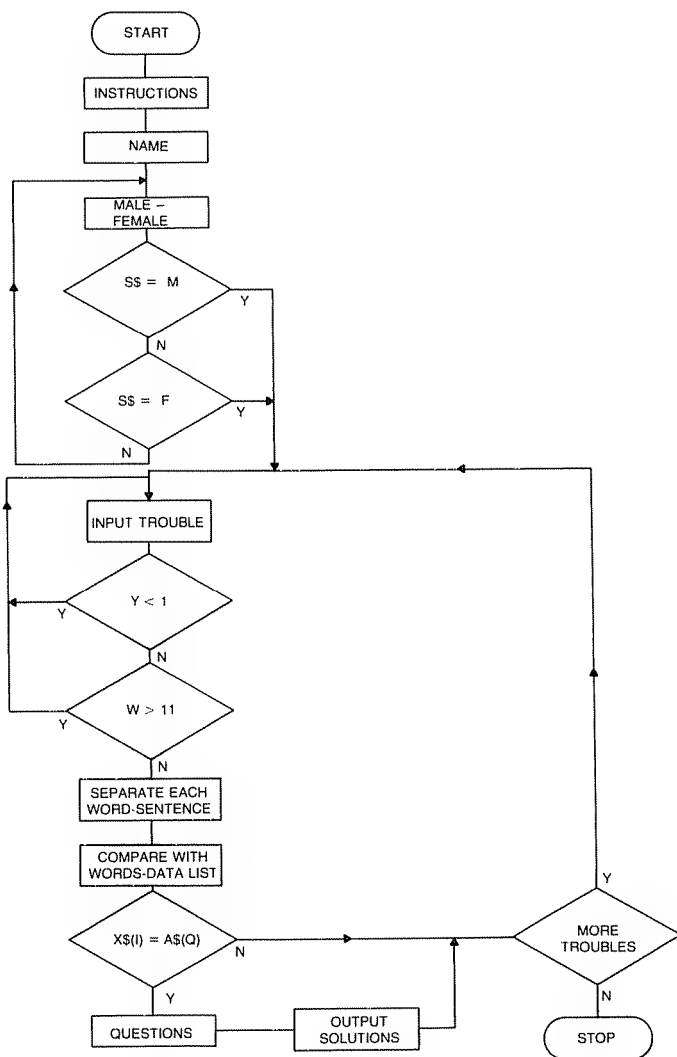 START
INSTRUCTIONS
NAME
MALE –
FEMALE
S$ = M
Y
N
S$ = F
Y
N
INPUT TROUBLE
Y < 1
Y
N
W > 11
Y
N
SEPARATE EACH
WORD-SENTENCE
COMPARE WITH
WORDS-DATA LIST
X$(I) = A$(Q)
N
Y
QUESTIONS
OUTPUT
SOLUTIONS
Y
MORE
TROUBLES
N
STOP